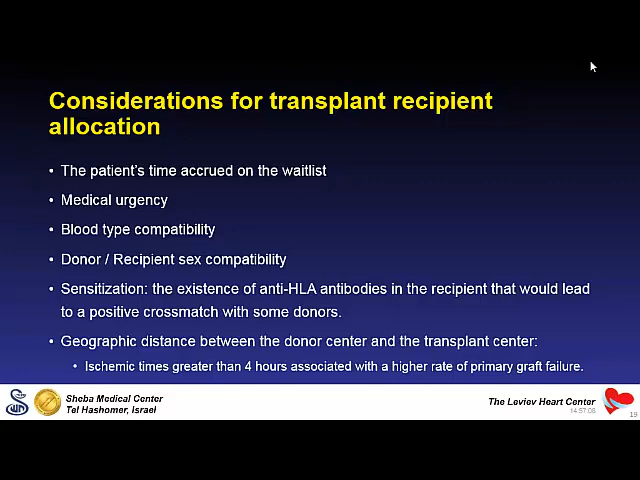 Considerations for transplant recipient
allocation
• The patient's time accrued on the waitlist
• Medical urgency
• Blood type compatibility
• Donor / Recipient sex compatibility
• Sensitization: the existence of anti-HLA antibodies in the recipient that would lead
to a positive crossmatch with some donors.
• Geographic distance between the donor center and the transplant center:
• Ischemic times greater than 4 hours associated with a higher rate of primary graft failure.
Sheba Medical Center
Tel Hashomer, Israel
The Leviev Heart Center
14:57:06
19